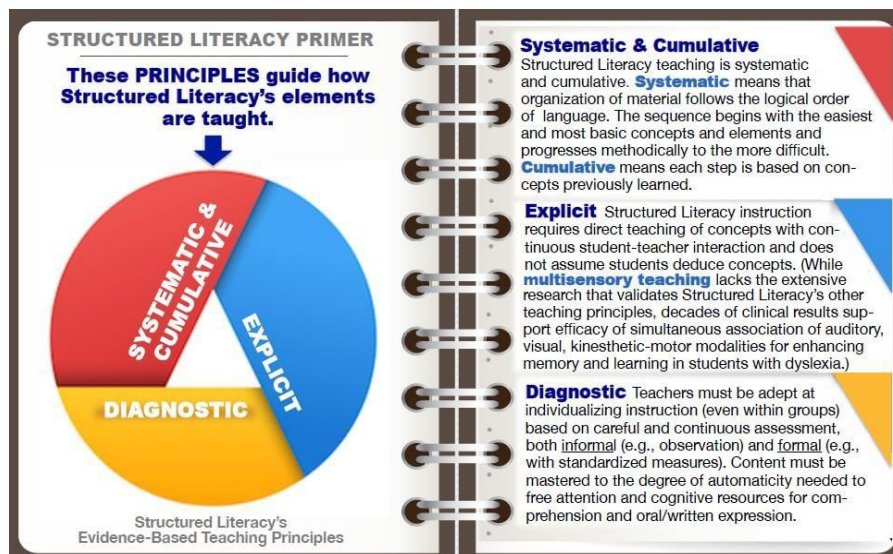 STRUCTURED LITERACY PRIMER
These PRINCIPLES guide how
Structured Literacy's elements
are taught.
SYSTEMATIC &
CUMULATIVE
EXPLICIT
DIAGNOSTIC
Structured Literacy's
Evidence-Based Teaching Principles
Systematic & Cumulative
Structured Literacy teaching is systematic
and cumulative. Systematic means that
organization of material follows the logical order
of language. The sequence begins with the easiest
and most basic concepts and elements and
progresses methodically to the more difficult.
Cumulative means each step is based on con-
cepts previously learned.
Explicit Structured Literacy instruction
requires direct teaching of concepts with con-
tinuous student-teacher interaction and does
not assume students deduce concepts. (While
multisensory teaching lacks the extensive
research that validates Structured Literacy's other
teaching principles, decades of clinical results sup-
port efficacy of simultaneous association of auditory,
visual, kinesthetic-motor modalities for enhancing
memory and learning in students with dyslexia.)
Diagnostic Teachers must be adept at
individualizing instruction (even within groups)
based on careful and continuous assessment,
both informal (e.g., observation) and formal (e.g.,
with standardized measures). Content must be
mastered to the degree of automaticity needed to
free attention and cognitive resources for com-
prehension and oral/written expression.